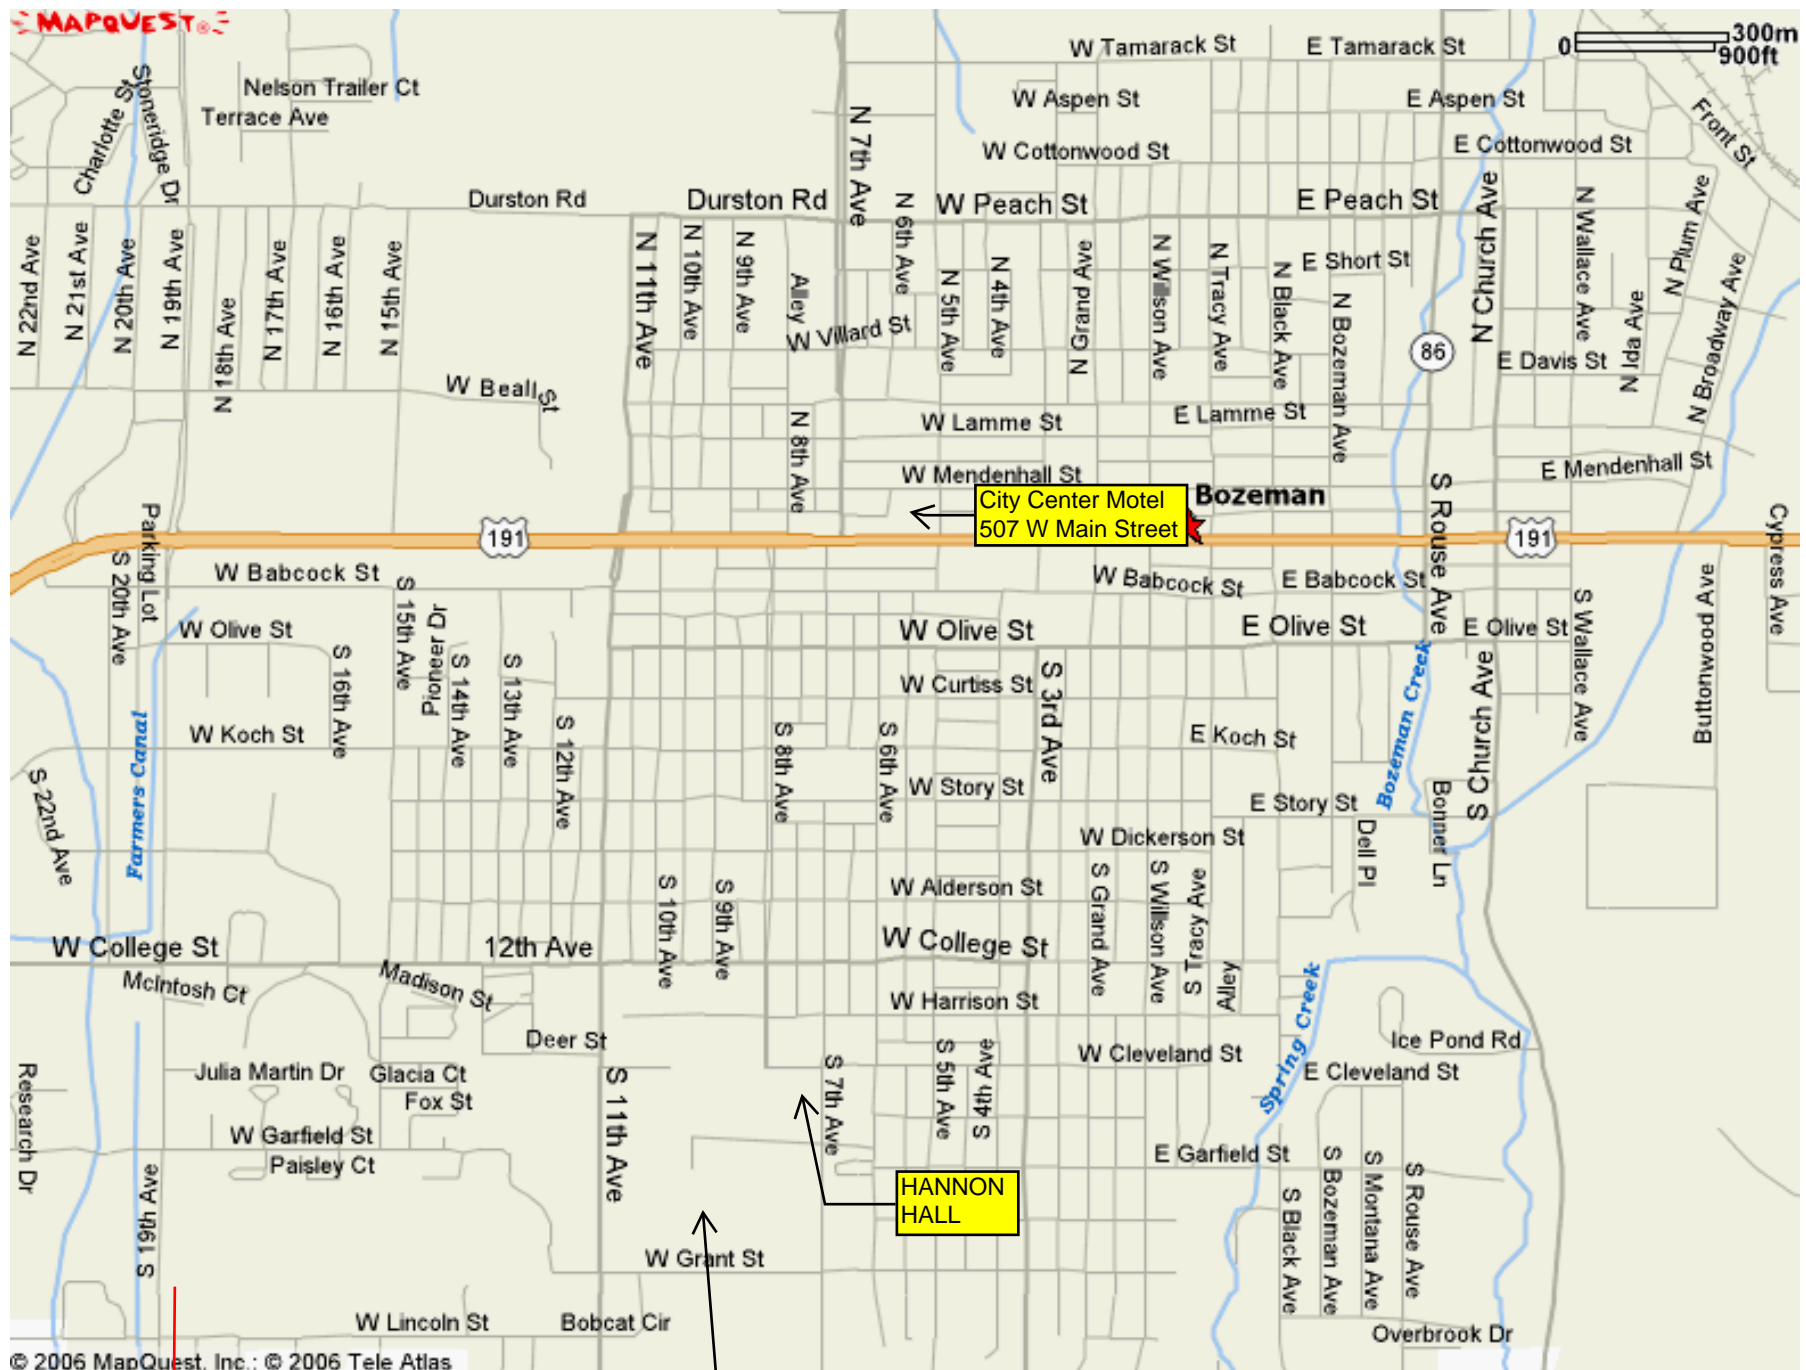 MAPQUEST®
W Tamarack St
E Tamarack St
0
300m
900ft
Nelson Trailer Ct
Terrace Ave
Charlotte St
Stoneridge Dr
W Aspen St
E Aspen St
Front St
N 7th Ave
W Cottonwood St
E Cottonwood St
Durston Rd
Durston Rd
W Peach St
E Peach St
N Church Ave
N Wallace Ave
N Plum Ave
N 22nd Ave
N 21st Ave
N 20th Ave
N 19th Ave
N 18th Ave
N 17th Ave
N 16th Ave
N 15th Ave
N 11th Ave
N 10th Ave
N 9th Ave
Alley
N 6th Ave
N 5th Ave
N 4th Ave
N Grand Ave
N Willson Ave
N Tracy Ave
N Black Ave
E Short St
N Bozeman Ave
86
N Ida Ave
N Broadway Ave
W Villard St
E Davis St
W Beall St
N 8th Ave
W Lamme St
E Lamme St
W Mendenhall St
E Mendenhall St
City Center Motel
507 W Main Street
Bozeman
S Rouse Ave
Parking Lot
191
191
Cypress Ave
S 20th Ave
W Babcock St
W Babcock St
E Babcock St
S 15th Ave
Pioneer Dr
W Olive St
W Olive St
E Olive St
E Olive St
S Wallace Ave
Buttonwood Ave
S 16th Ave
S 14th Ave
S 13th Ave
W Curtiss St
S 3rd Ave
Bozeman Creek
S Church Ave
Farmers Canal
W Koch St
S 12th Ave
S 8th Ave
S 6th Ave
E Koch St
S 22nd Ave
W Story St
E Story St
Bonner Ln
W Dickerson St
Dell Pl
S 10th Ave
S 9th Ave
W Alderson St
S Grand Ave
S Willson Ave
S Tracy Ave
W College St
12th Ave
W College St
Alley
McIntosh Ct
Madison St
W Harrison St
Spring Creek
Deer St
Ice Pond Rd
W Cleveland St
E Cleveland St
Research Dr
Julia Martin Dr
Glacia Ct
Fox St
S 11th Ave
S 7th Ave
S 5th Ave
S 4th Ave
W Garfield St
Paisley Ct
E Garfield St
S 19th Ave
HANNON
HALL
S Black Ave
S Bozeman Ave
S Montana Ave
S Rouse Ave
W Grant St
W Lincoln St
Bobcat Cir
Overbrook Dr
© 2006 MapQuest, Inc.; © 2006 Tele Atlas